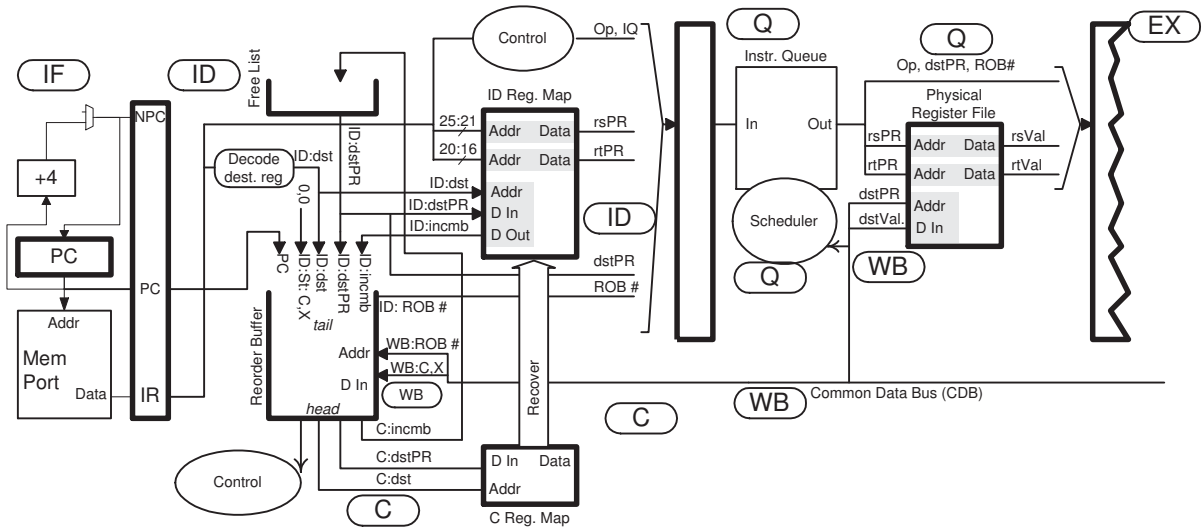 IF
ID
NPC
+4
PC
Addr
Mem
Port
Data
PC
IR
Free List
Decode
dest. reg
ID:dst
ID:dstPR
0,0
PC
ID:St: C,X
ID:dst
ID:dstPR
ID:incmb
tail
Reorder Buffer
Addr
D In
head
Control
Control
Op, IQ
ID Reg. Map
25:21
Addr
Data
rsPR
20:16
Addr
Data
rtPR
ID:dst
Addr
ID:dstPR
D In
ID:incmb
D Out
ID
dstPR
ROB #
ID: ROB #
WB:ROB #
WB:C,X
WB
Recover
C:incmb
C:dstPR
C:dst
C
D In
Data
Addr
C Reg. Map
C
Q
Instr. Queue
In
Out
Scheduler
Q
Q
Op, dstPR, ROB#
Physical
Register File
rsPR
Addr
Data
rsVal
rtPR
Addr
Data
rtVal
dstPR
Addr
dstVal.
D In
WB
WB
Common Data Bus (CDB)
EX